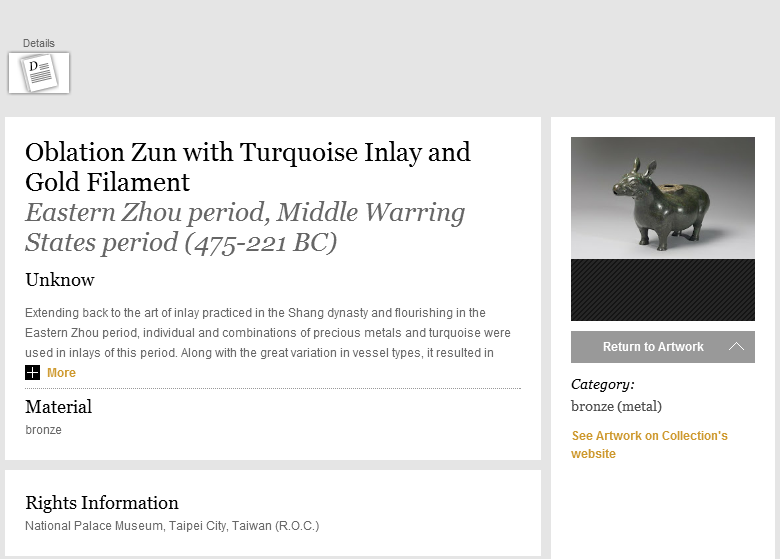 Details
D
Oblation Zun with Turquoise Inlay and
Gold Filament
Eastern Zhou period, Middle Warring
States period (475-221 BC)
Unknow
Extending back to the art of inlay practiced in the Shang dynasty and flourishing in the
Eastern Zhou period, individual and combinations of precious metals and turquoise were
used in inlays of this period. Along with the great variation in vessel types, it resulted in
More
Material
bronze
Rights Information
National Palace Museum, Taipei City, Taiwan (R.O.C.)
Return to Artwork
Category:
bronze (metal)
See Artwork on Collection's
website